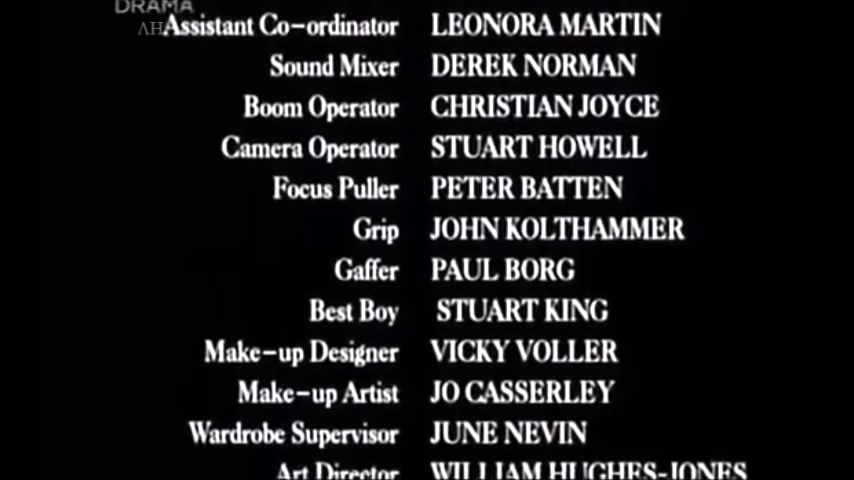 DRAMA
Assistant Co-ordinator LEONORA MARTIN
Sound Mixer DEREK NORMAN
Boom Operator CHRISTIAN JOYCE
Camera Operator STUART HOWELL
Focus Puller PETER BATTEN
Grip JOHN KOLTHAMMER
Gaffer PAUL BORG
Best Boy STUART KING
Make-up Designer VICKY VOLLER
Make-up Artist JO CASSERLEY
Wardrobe Supervisor JUNE NEVIN
Art Director WILLIAM HUGHES-JONES